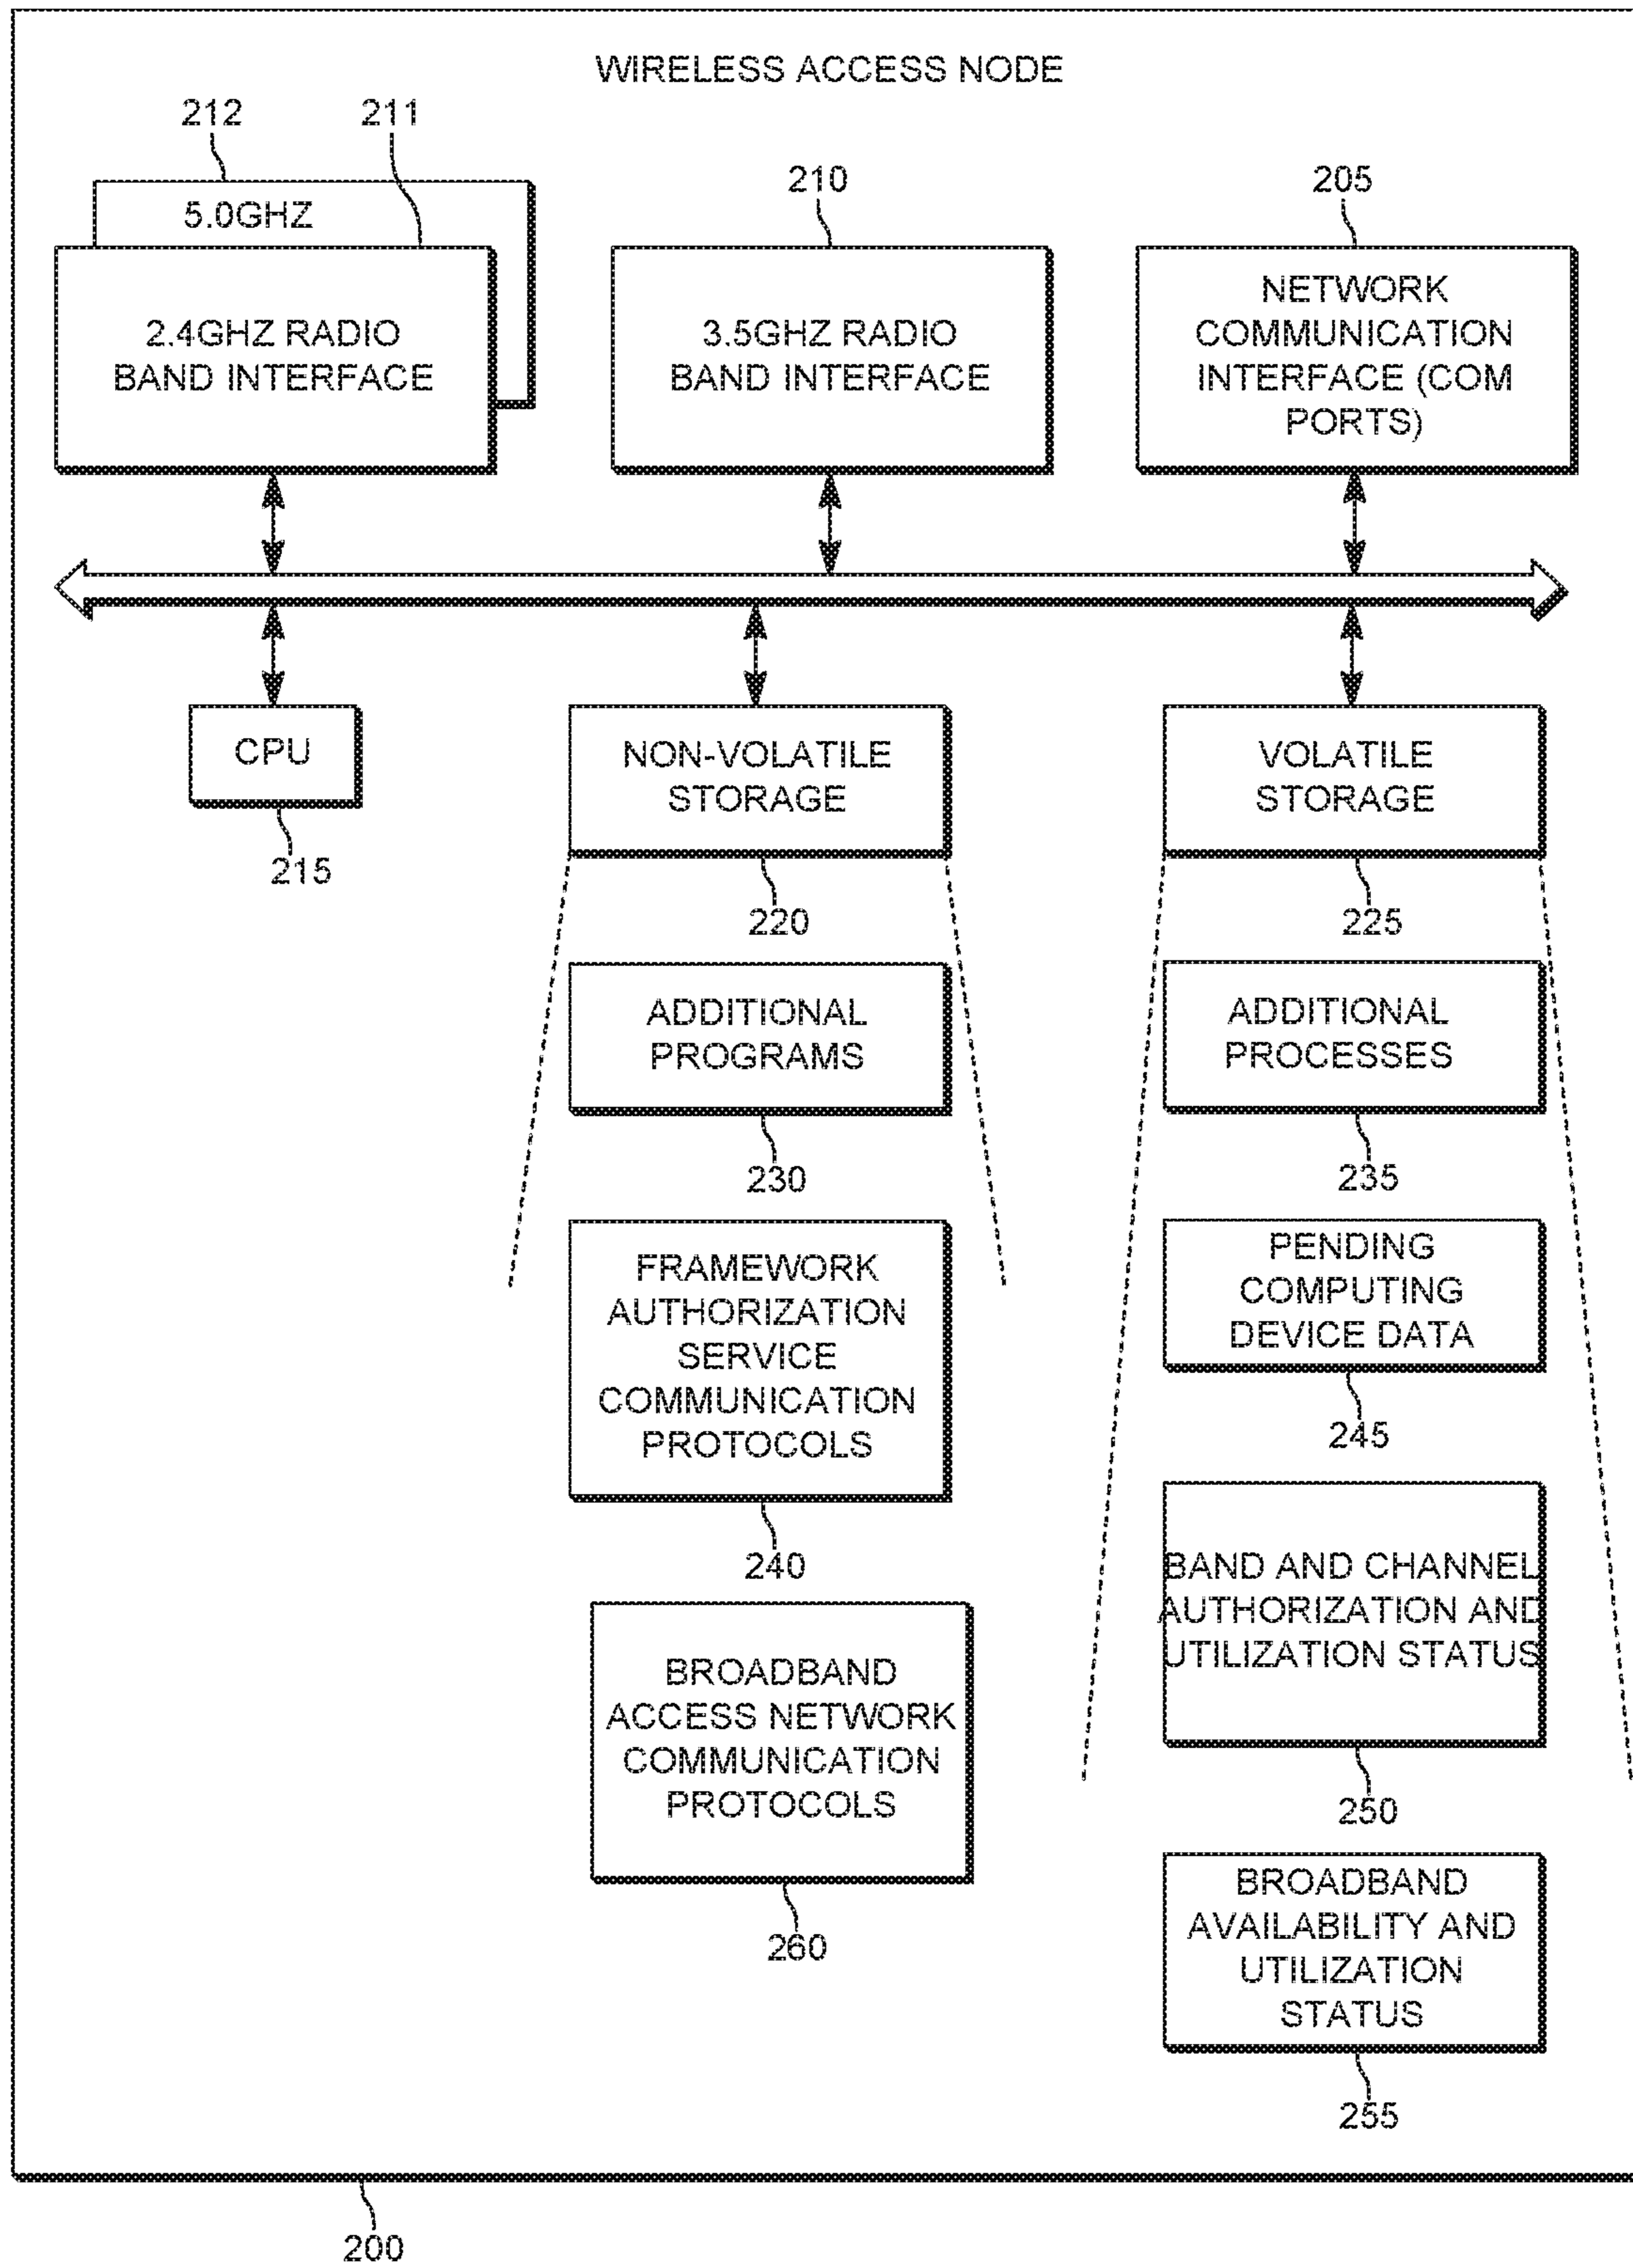 WIRELESS ACCESS NODE
212
211
210
205
5.0GHZ
2.4GHZ RADIO
BAND INTERFACE
3.5GHZ RADIO
BAND INTERFACE
NETWORK
COMMUNICATION
INTERFACE (COM
PORTS)
CPU
215
NON-VOLATILE
STORAGE
220
VOLATILE
STORAGE
225
ADDITIONAL
PROGRAMS
230
ADDITIONAL
PROCESSES
235
FRAMEWORK
AUTHORIZATION
SERVICE
COMMUNICATION
PROTOCOLS
240
PENDING
COMPUTING
DEVICE DATA
245
BAND AND CHANNEL
AUTHORIZATION AND
UTILIZATION STATUS
250
BROADBAND
ACCESS NETWORK
COMMUNICATION
PROTOCOLS
260
BROADBAND
AVAILABILITY AND
UTILIZATION
STATUS
255
200